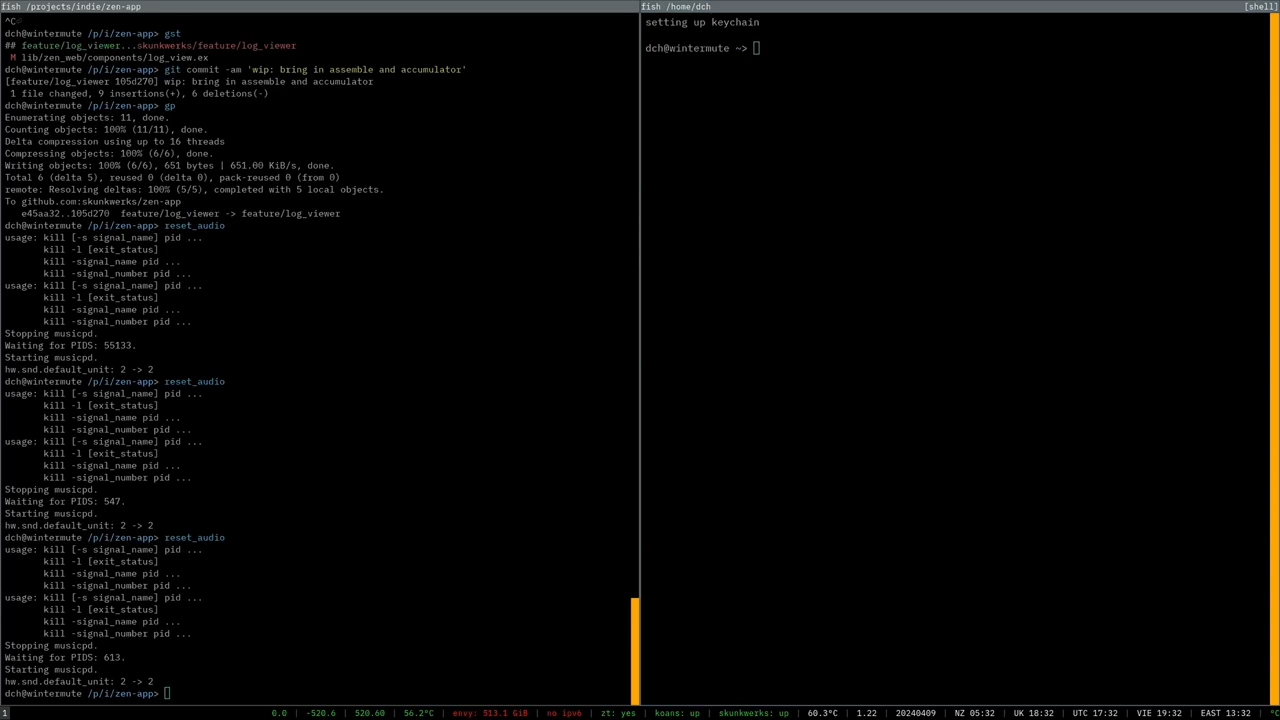 fish /projects/indie/zen-app
^C
dch@wintermute /p/i/zen-app> gst
## feature/log_viewer...skunkwerks/feature/log_viewer
 M lib/zen_web/components/log_view.ex
dch@wintermute /p/i/zen-app> git commit -am 'wip: bring in assemble and accumulator'
[feature/log_viewer 105d270] wip: bring in assemble and accumulator
 1 file changed, 9 insertions(+), 6 deletions(-)
dch@wintermute /p/i/zen-app> gp
Enumerating objects: 11, done.
Counting objects: 100% (11/11), done.
Delta compression using up to 16 threads
Compressing objects: 100% (6/6), done.
Writing objects: 100% (6/6), 651 bytes | 651.00 KiB/s, done.
Total 6 (delta 5), reused 0 (delta 0), pack-reused 0 (from 0)
remote: Resolving deltas: 100% (5/5), completed with 5 local objects.
To github.com:skunkwerks/zen-app
   e45aa32..105d270  feature/log_viewer -> feature/log_viewer
dch@wintermute /p/i/zen-app> reset_audio
usage: kill [-s signal_name] pid ...
       kill -l [exit_status]
       kill -signal_name pid ...
       kill -signal_number pid ...
usage: kill [-s signal_name] pid ...
       kill -l [exit_status]
       kill -signal_name pid ...
       kill -signal_number pid ...
Stopping musicpd.
Waiting for PIDS: 55133.
Starting musicpd.
hw.snd.default_unit: 2 -> 2
dch@wintermute /p/i/zen-app> reset_audio
usage: kill [-s signal_name] pid ...
       kill -l [exit_status]
       kill -signal_name pid ...
       kill -signal_number pid ...
usage: kill [-s signal_name] pid ...
       kill -l [exit_status]
       kill -signal_name pid ...
       kill -signal_number pid ...
Stopping musicpd.
Waiting for PIDS: 547.
Starting musicpd.
hw.snd.default_unit: 2 -> 2
dch@wintermute /p/i/zen-app> reset_audio
usage: kill [-s signal_name] pid ...
       kill -l [exit_status]
       kill -signal_name pid ...
       kill -signal_number pid ...
usage: kill [-s signal_name] pid ...
       kill -l [exit_status]
       kill -signal_name pid ...
       kill -signal_number pid ...
Stopping musicpd.
Waiting for PIDS: 613.
Starting musicpd.
hw.snd.default_unit: 2 -> 2
dch@wintermute /p/i/zen-app>
fish /home/dch [shell]
setting up keychain
dch@wintermute ~>
1 0.0 | -520.6 | 520.60 | 56.2°C | envy: 513.1 GiB | no ipv6 | zt: yes | koans: up | skunkwerks: up | 60.3°C | 1.22 | 20240409 | NZ 05:32 | UK 18:32 | UTC 17:32 | VIE 19:32 | EAST 13:32 | °C